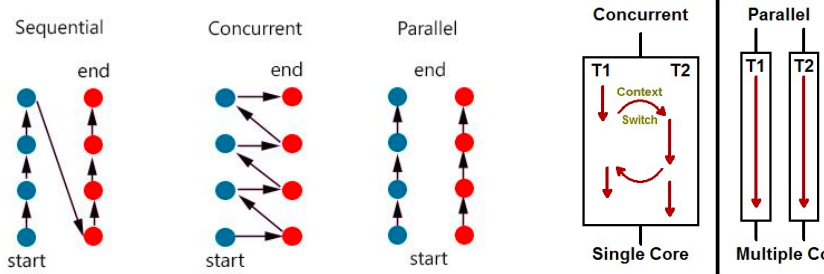 Sequential
end
start
Concurrent
end
start
Parallel
end
start
Concurrent
T1 T2
Context
Switch
Single Core
Parallel
T1 T2
Multiple